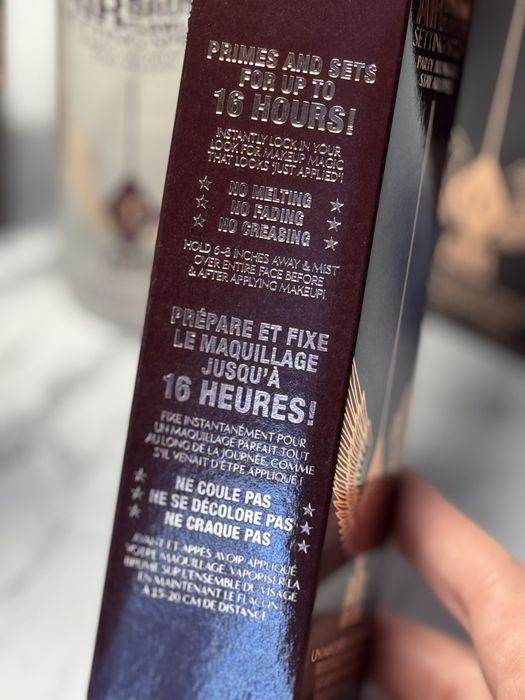 PRIMES AND SETS
FOR UP TO
16 HOURS!
INSTANTLY LOCK IN YOUR
LOOK FOR MAKEUP MAGIC
THAT LOOKS 'JUST APPLIED'!
NO MELTING
NO FADING
NO CREASING
HOLD 6-8 INCHES AWAY & MIST
OVER ENTIRE FACE BEFORE
& AFTER APPLYING MAKEUP!
PRÉPARE ET FIXE
LE MAQUILLAGE
JUSQU'À
16 HEURES!
FIXE INSTANTANÉMENT POUR
UN MAQUILLAGE PARFAIT TOUT
AU LONG DE LA JOURNÉE, COMME
S'IL VENAIT D'ÊTRE APPLIQUÉ !
NE COULE PAS
NE SE DÉCOLORE PAS
NE CRAQUE PAS
AVANT ET APPES AVOIR APPLIQUÉ
VOTRE MAQUILLAGE, VAPORISER LA
BRUME SUR L'ENSEMBLE DU VISAGE
EN MAINTENANT LE FLACON
À 15-20 CM DE DISTANCE